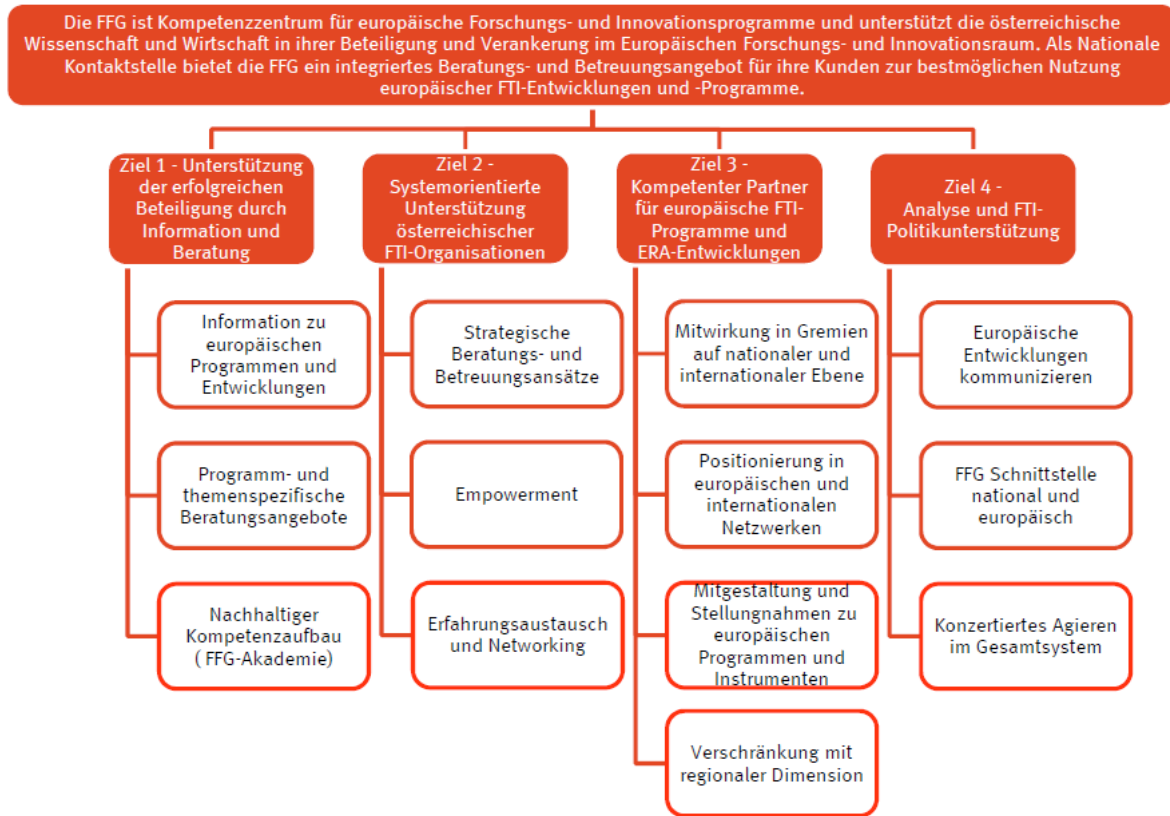 Die FFG ist Kompetenzzentrum für europäische Forschungs- und Innovationsprogramme und unterstützt die österreichische
Wissenschaft und Wirtschaft in ihrer Beteiligung und Verankerung im Europäischen Forschungs- und Innovationsraum. Als Nationale
Kontaktstelle bietet die FFG ein integriertes Beratungs- und Betreuungsangebot für ihre Kunden zur bestmöglichen Nutzung
europäischer FTI-Entwicklungen und -Programme.
Ziel 1 - Unterstützung
der erfolgreichen
Beteiligung durch
Information und
Beratung
Information zu
europäischen
Programmen und
Entwicklungen
Programm- und
themenspezifische
Beratungsangebote
Nachhaltiger
Kompetenzaufbau
( FFG-Akademie)
Ziel 2 -
Systemorientierte
Unterstützung
österreichischer
FTI-Organisationen
Strategische
Beratungs- und
Betreuungsansätze
Empowerment
Erfahrungsaustausch
und Networking
Ziel 3 -
Kompetenter Partner
für europäische FTI-
Programme und
ERA-Entwicklungen
Mitwirkung in Gremien
auf nationaler und
internationaler Ebene
Positionierung in
europäischen und
internationalen
Netzwerken
Mitgestaltung und
Stellungnahmen zu
europäischen
Programmen und
Instrumenten
Verschränkung mit
regionaler Dimension
Ziel 4 -
Analyse und FTI-
Politikunterstützung
Europäische
Entwicklungen
kommunizieren
FFG Schnittstelle
national und
europäisch
Konzertiertes Agieren
im Gesamtsystem